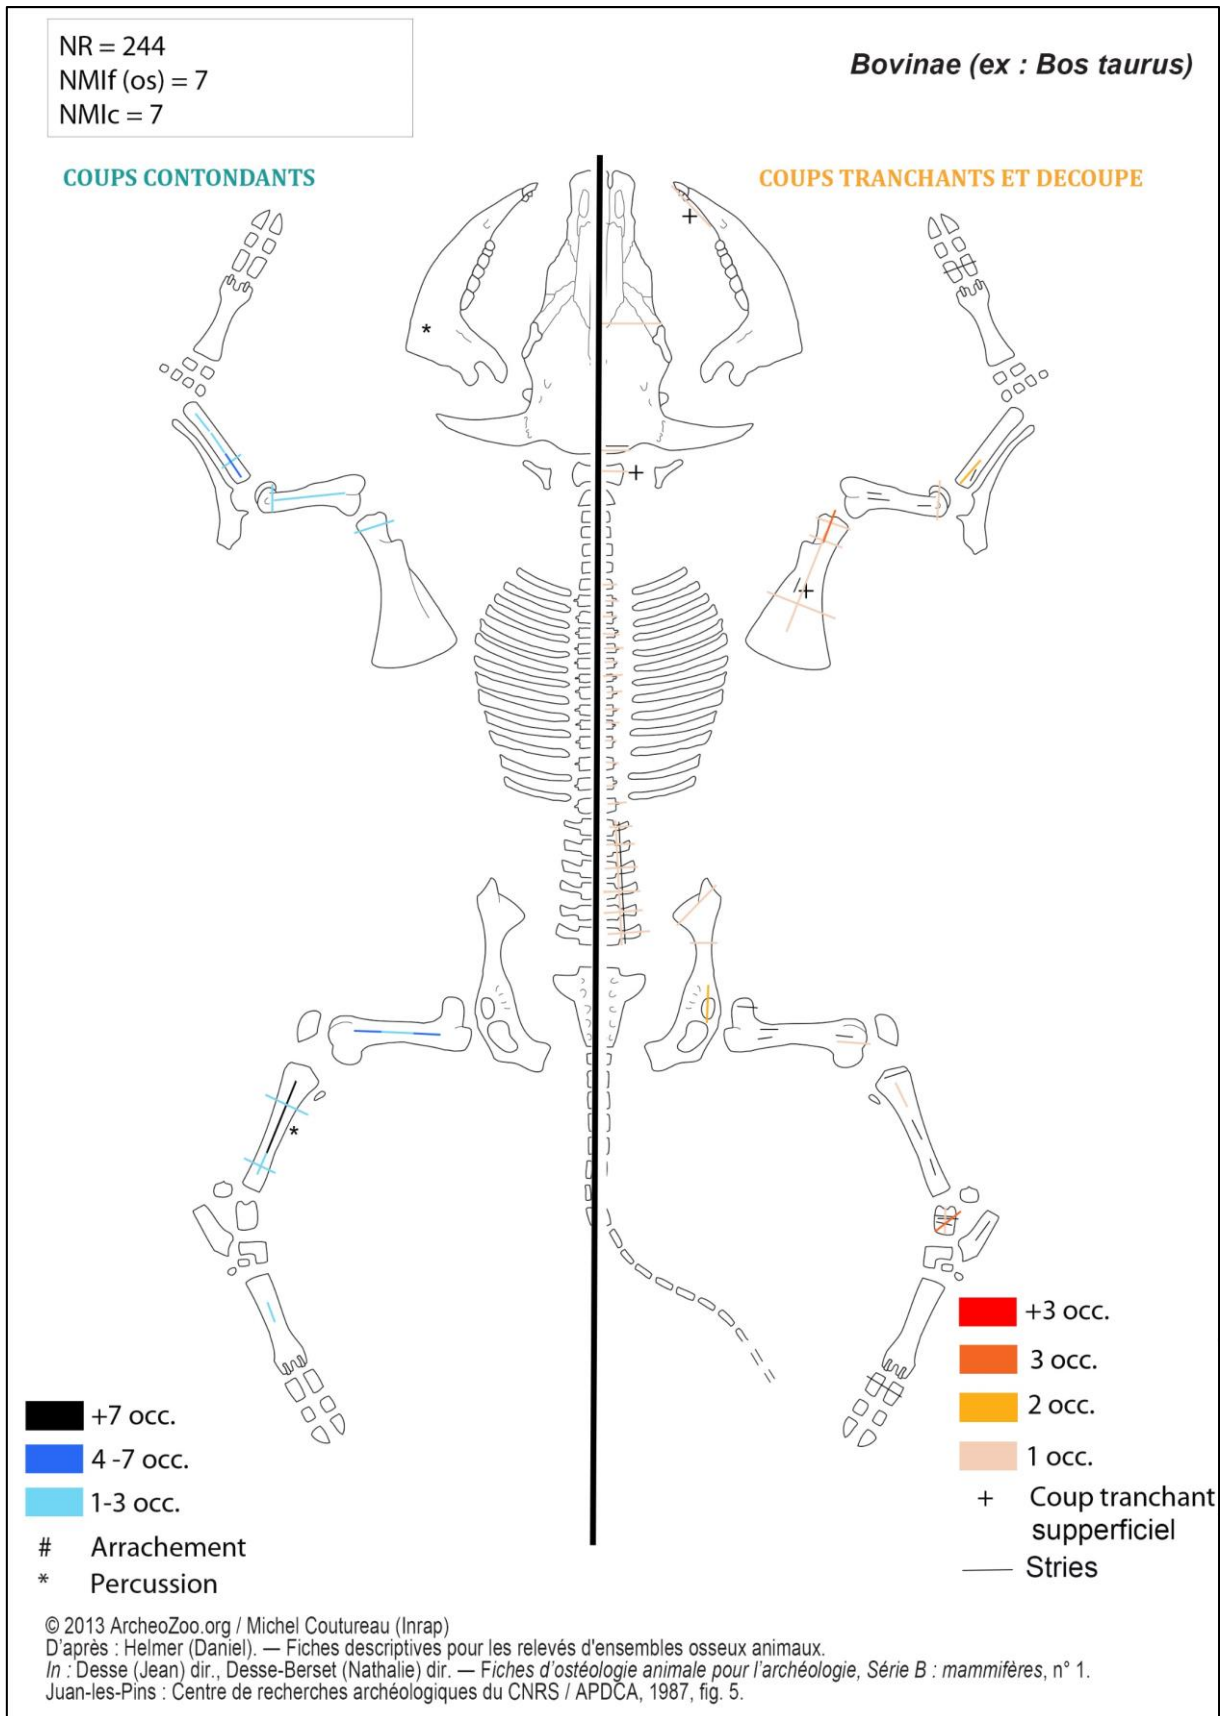 NR = 244
NMIf (os) = 7
NMIc = 7
Bovinae (ex : Bos taurus)
COUPS CONTONDANTS
COUPS TRANCHANTS ET DECOUPE
+
*
+
+
*
+7 occ.
4 -7 occ.
1-3 occ.
# Arrachement
* Percussion
+3 occ.
3 occ.
2 occ.
1 occ.
+ Coup tranchant
supperficiel
Stries
© 2013 ArcheoZoo.org / Michel Coutureau (Inrap)
D'après : Helmer (Daniel). — Fiches descriptives pour les relevés d'ensembles osseux animaux.
In : Desse (Jean) dir., Desse-Berset (Nathalie) dir. — Fiches d'ostéologie animale pour l'archéologie, Série B : mammifères, n° 1.
Juan-les-Pins : Centre de recherches archéologiques du CNRS / APDCA, 1987, fig. 5.